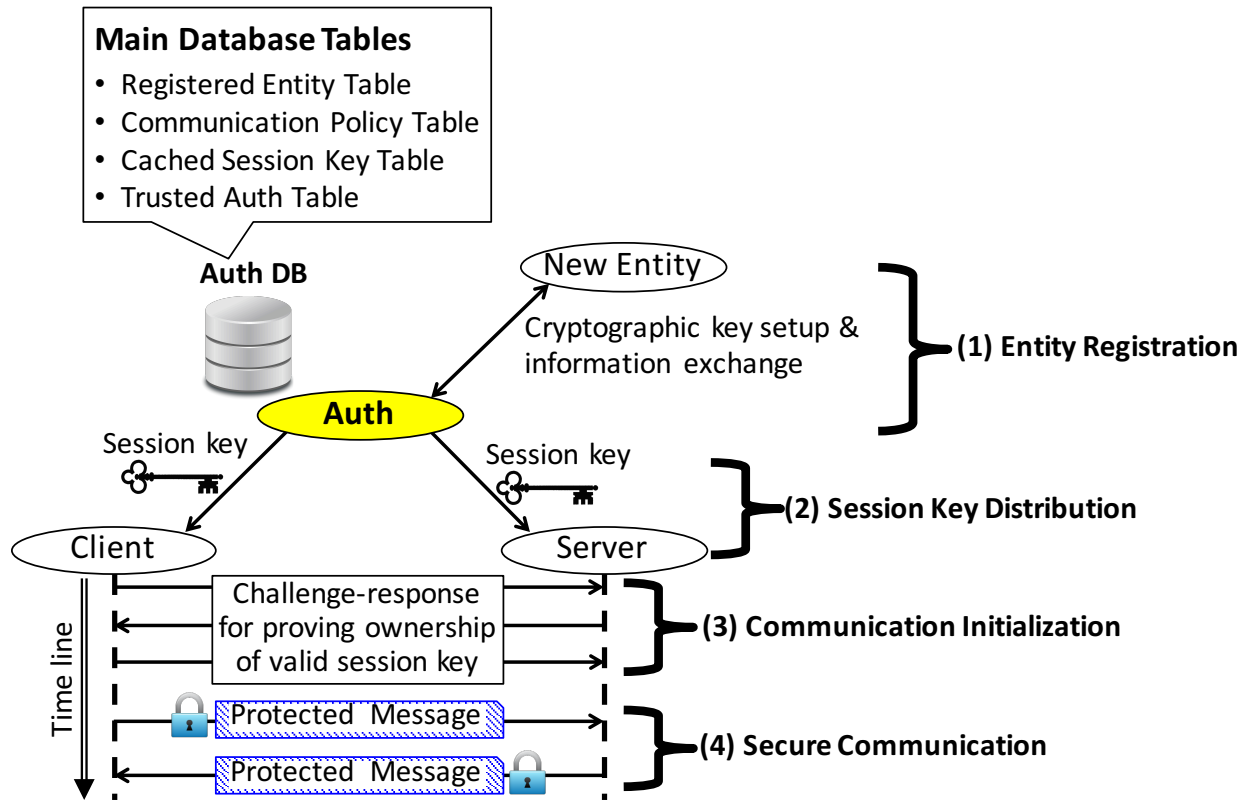 Main Database Tables
• Registered Entity Table
• Communication Policy Table
• Cached Session Key Table
• Trusted Auth Table
Auth DB
New Entity
Cryptographic key setup &
information exchange
(1) Entity Registration
Auth
Session key
Session key
(2) Session Key Distribution
Client
Server
Time line
Challenge-response
for proving ownership
of valid session key
(3) Communication Initialization
Protected Message
Protected Message
(4) Secure Communication